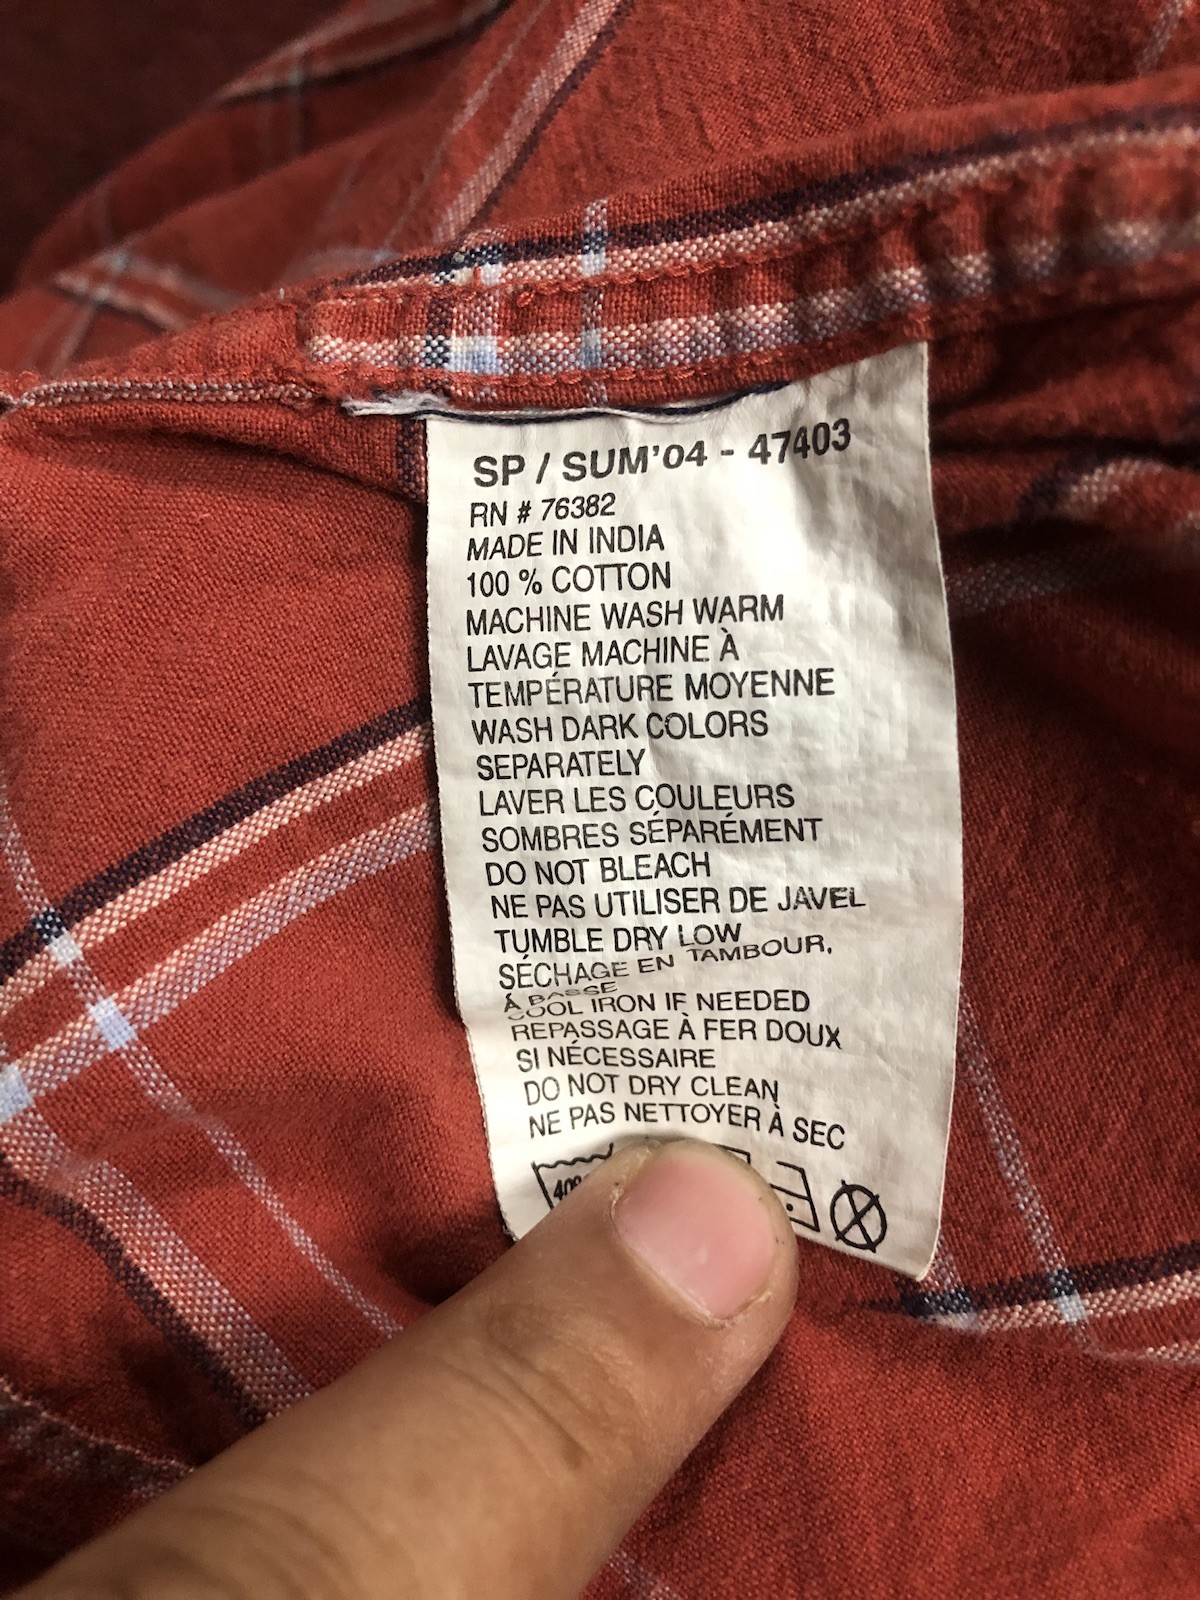 SP / SUM'04 - 47403
RN # 76382
MADE IN INDIA
100 % COTTON
MACHINE WASH WARM
LAVAGE MACHINE À
TEMPÉRATURE MOYENNE
WASH DARK COLORS
SEPARATELY
LAVER LES COULEURS
SOMBRES SÉPARÉMENT
DO NOT BLEACH
NE PAS UTILISER DE JAVEL
TUMBLE DRY LOW
SÉCHAGE EN TAMBOUR,
À BASSE
COOL IRON IF NEEDED
REPASSAGE À FER DOUX
SI NÉCESSAIRE
DO NOT DRY CLEAN
NE PAS NETTOYER À SEC